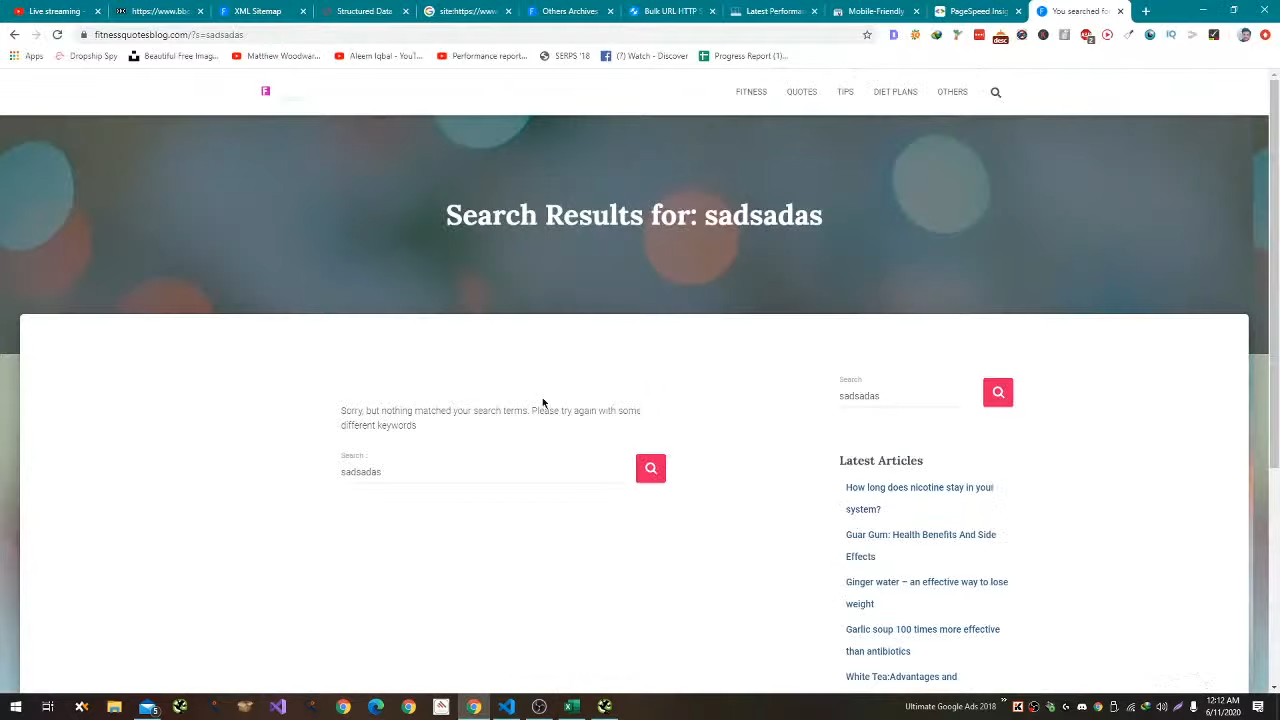 Live streaming -
https://www.bbc
XML Sitemap
Structured Data
site:https://www
Others Archives
Bulk URL HTTP S
Latest Performan
Mobile-Friendly
PageSpeed Insig
You searched for
fitnessquotesblog.com/?s=sadsadas
Apps
Dropship Spy
Beautiful Free Imag...
Matthew Woodwar...
Aleem Iqbal - YouT...
Performance report...
SERPS '18
(?) Watch - Discover
Progress Report (1)...
F
FITNESS
QUOTES
TIPS
DIET PLANS
OTHERS
Search Results for: sadsadas
Sorry, but nothing matched your search terms. Please try again with some
different keywords
Search…
sadsadas
Search
sadsadas
Latest Articles
How long does nicotine stay in your
system?
Guar Gum: Health Benefits And Side
Effects
Ginger water – an effective way to lose
weight
Garlic soup 100 times more effective
than antibiotics
White Tea:Advantages and
Ultimate Google Ads 2018
12:12 AM
6/11/2020